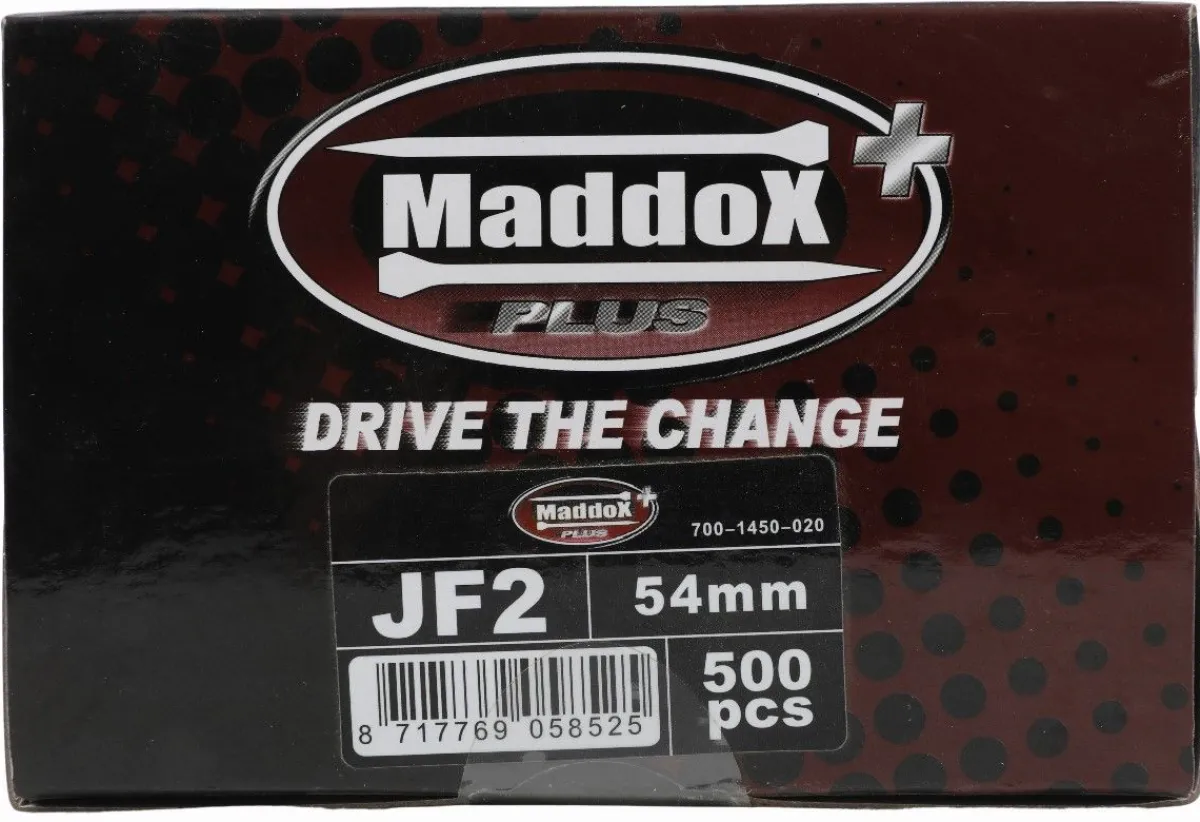 MaddoX
PLUS
DRIVE THE CHANGE
MaddoX
PLUS
700-1450-020
JF2
54mm
500
pcs
8 717769 058525